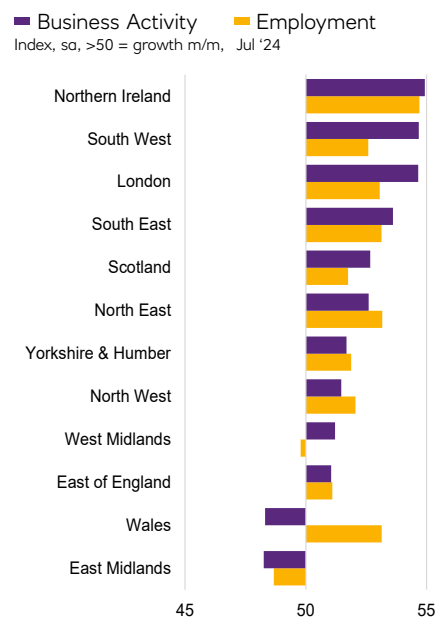 Business Activity Employment
Index, sa, >50 = growth m/m, Jul ‘24
Northern Ireland
South West
London
South East
Scotland
North East
Yorkshire & Humber
North West
West Midlands
East of England
Wales
East Midlands
45 50 55